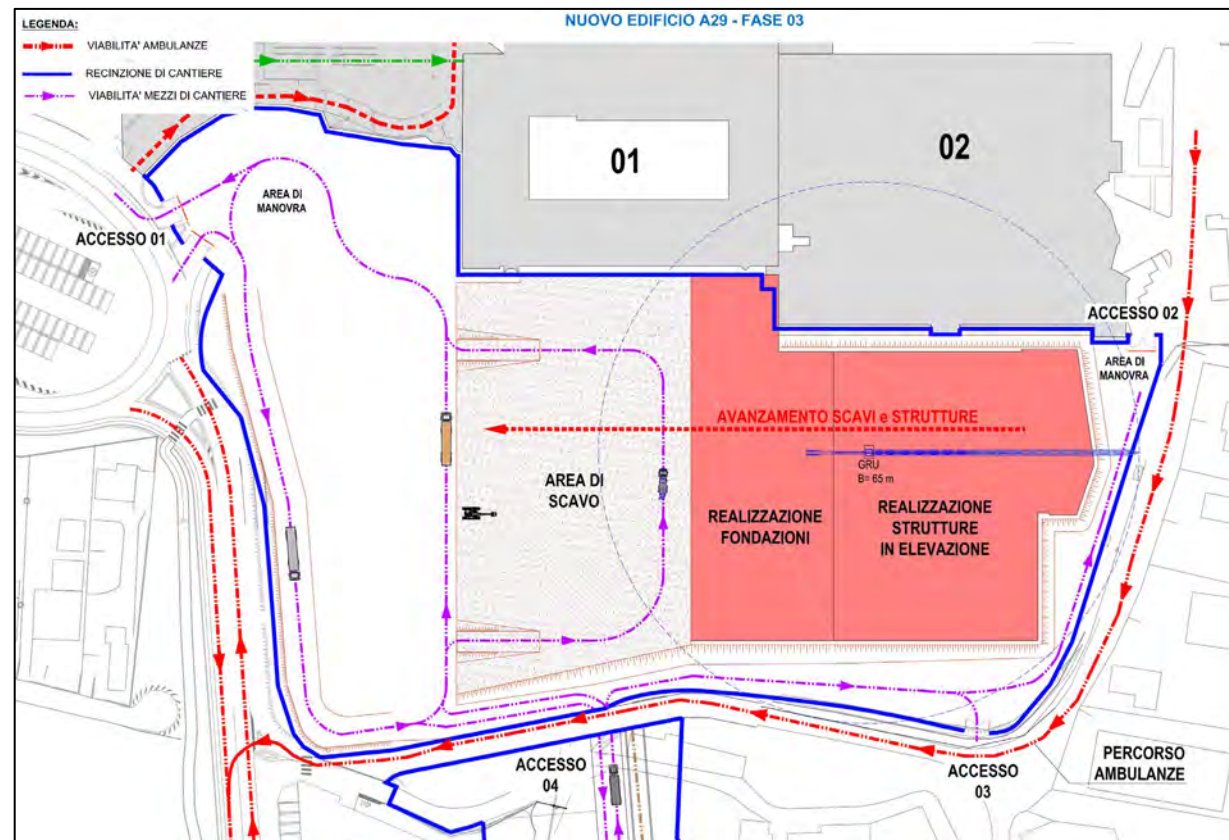 NUOVO EDIFICIO A29 - FASE 03
LEGENDA:
VIABILITA' AMBULANZE
RECINZIONE DI CANTIERE
VIABILITA' MEZZI DI CANTIERE
01
02
AREA DI
MANOVRA
ACCESSO 01
ACCESSO 02
AREA DI
MANOVRA
AVANZAMENTO SCAVI e STRUTTURE
GRU
B= 65 m
AREA DI
SCAVO
REALIZZAZIONE
FONDAZIONI
REALIZZAZIONE
STRUTTURE
IN ELEVAZIONE
ACCESSO
04
ACCESSO
03
PERCORSO
AMBULANZE